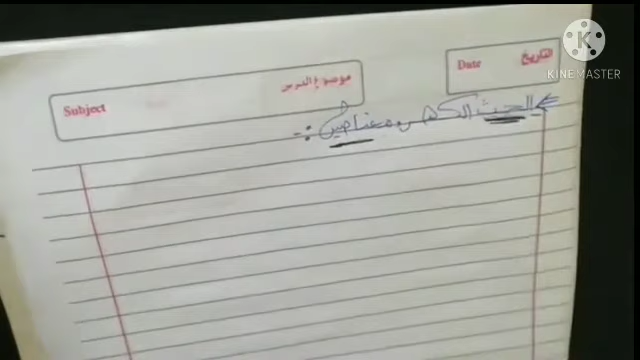 KINEMASTER
Date التاريخ
Subject موضوع الدرس
الحث الكهرومغناطيسي :-